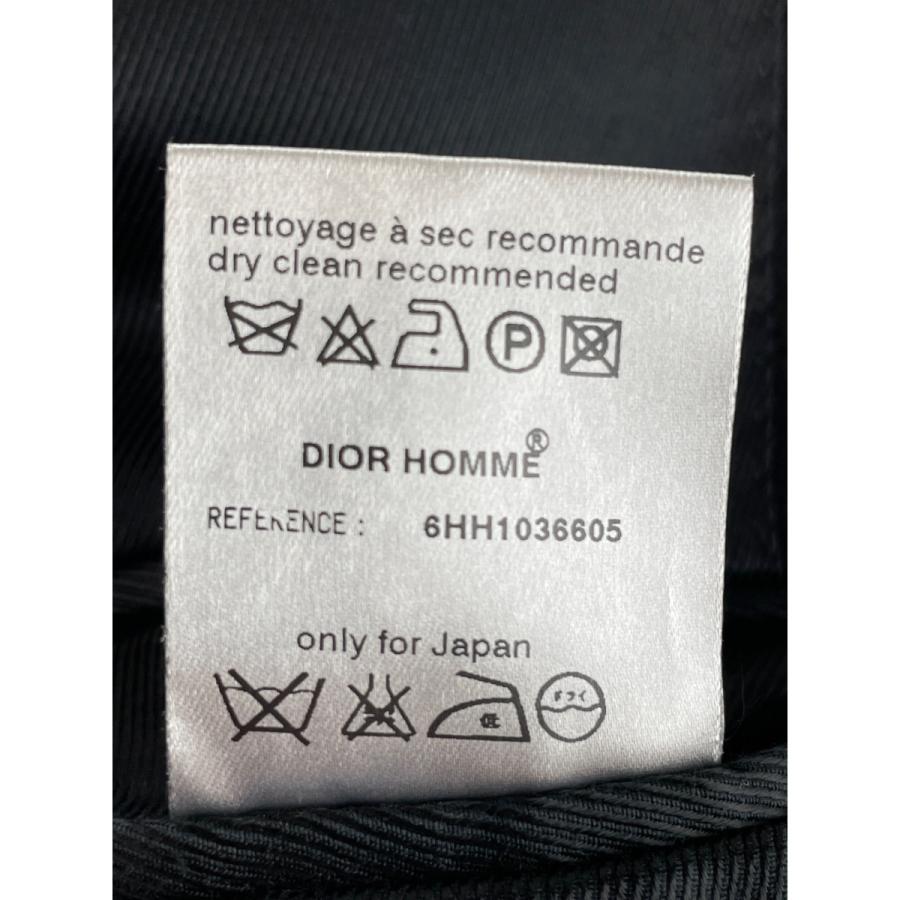 nettoyage à sec recommande
dry clean recommended
P
DIOR HOMME®
REFERENCE : 6HH1036605
only for Japan
低 ドライ